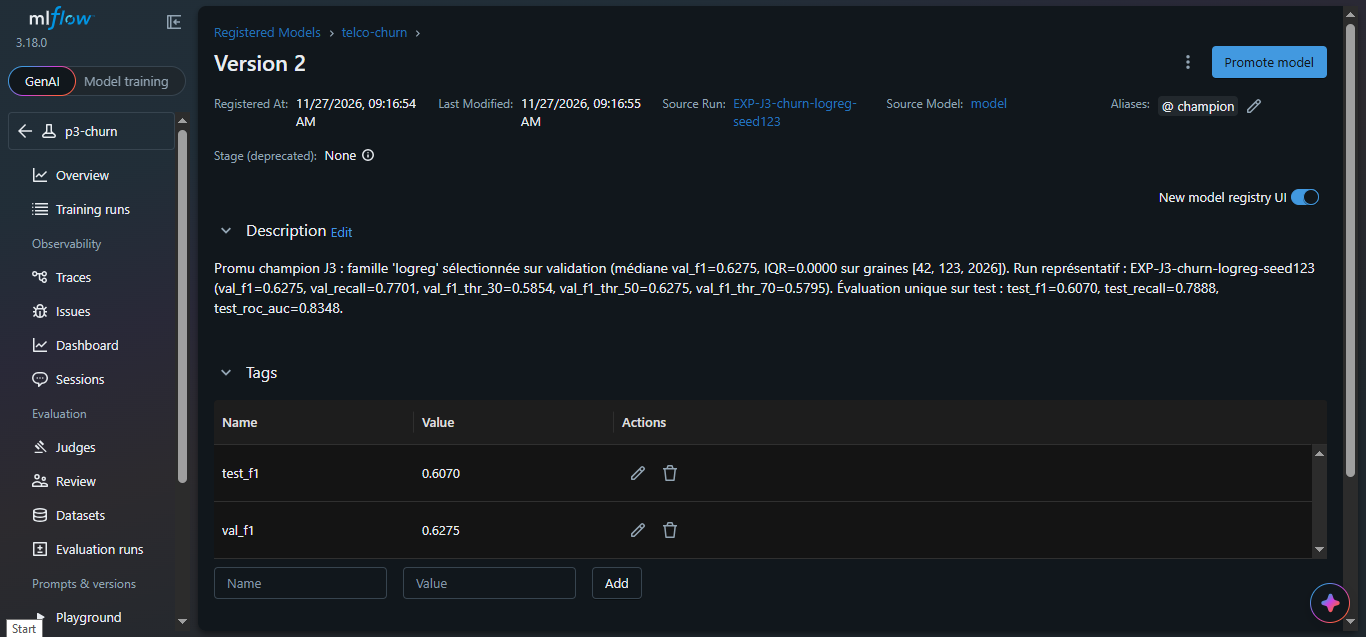 mlflow
3.18.0
GenAI
Model training
p3-churn
Overview
Training runs
Observability
Traces
Issues
Dashboard
Sessions
Evaluation
Judges
Review
Datasets
Evaluation runs
Prompts & versions
Playground
Start
Registered Models › telco-churn ›
Version 2
Promote model
Registered At: 11/27/2026, 09:16:54 AM
Last Modified: 11/27/2026, 09:16:55 AM
Source Run: EXP-J3-churn-logreg-seed123
Source Model: model
Aliases: @ champion
Stage (deprecated): None
New model registry UI
Description Edit
Promu champion J3 : famille 'logreg' sélectionnée sur validation (médiane val_f1=0.6275, IQR=0.0000 sur graines [42, 123, 2026]). Run représentatif : EXP-J3-churn-logreg-seed123
(val_f1=0.6275, val_recall=0.7701, val_f1_thr_30=0.5854, val_f1_thr_50=0.6275, val_f1_thr_70=0.5795). Évaluation unique sur test : test_f1=0.6070, test_recall=0.7888,
test_roc_auc=0.8348.
Tags
Name Value Actions
test_f1 0.6070
val_f1 0.6275
Name Value Add